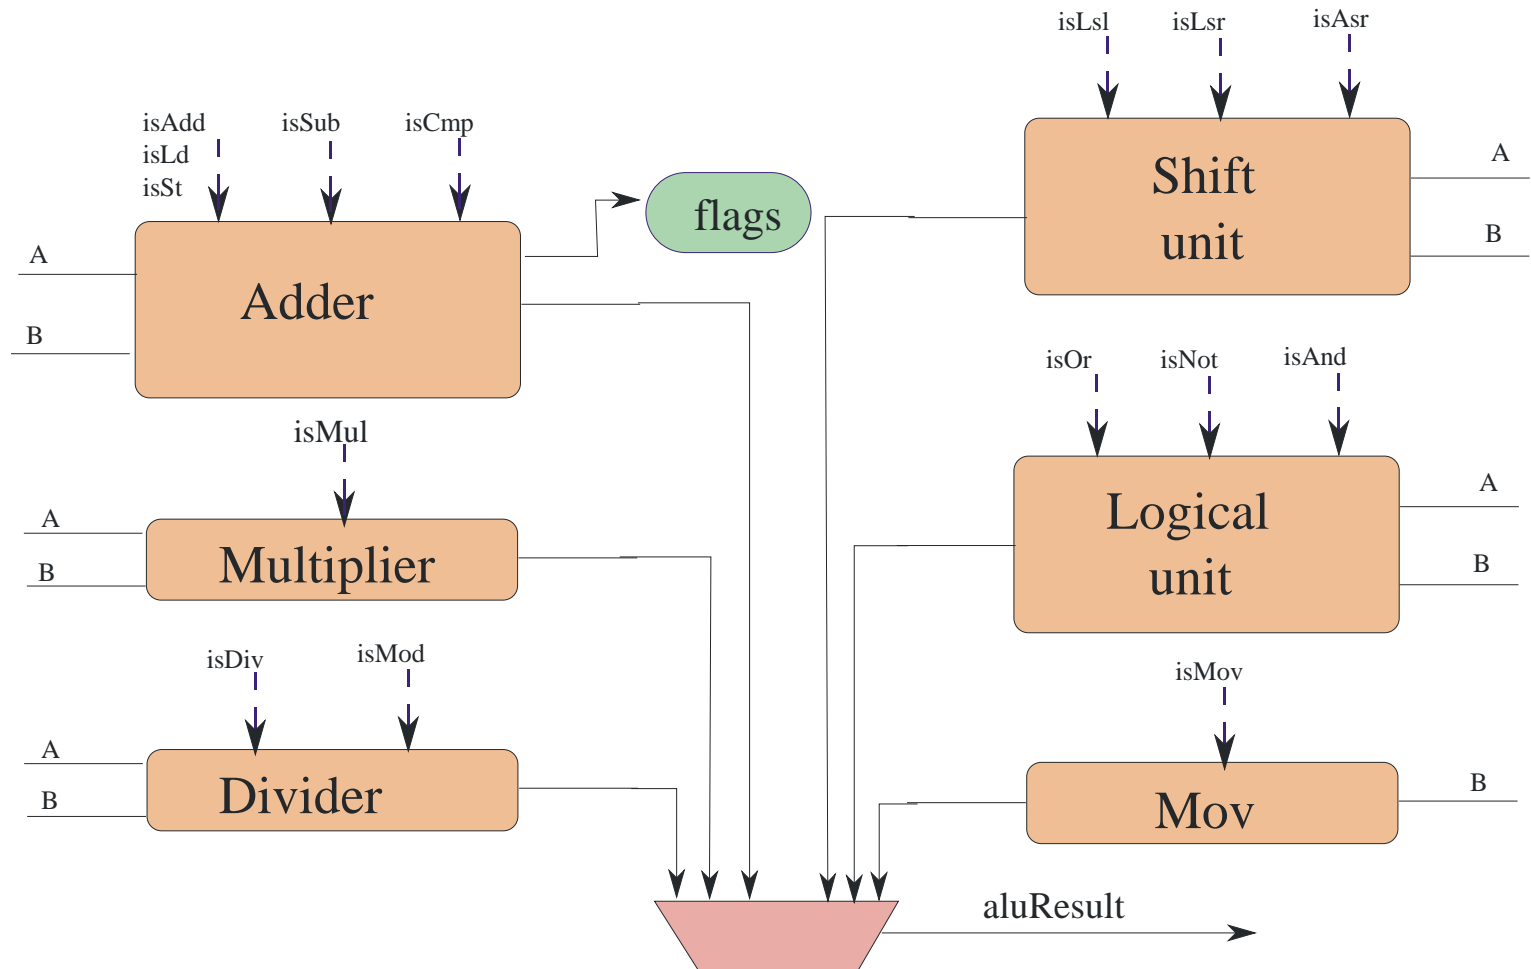 isAdd
isLd
isSt
isSub
isCmp
A
B
Adder
flags
isMul
A
B
Multiplier
isDiv
isMod
A
B
Divider
isLsl
isLsr
isAsr
Shift
unit
A
B
isOr
isNot
isAnd
Logical
unit
A
B
isMov
Mov
B
aluResult